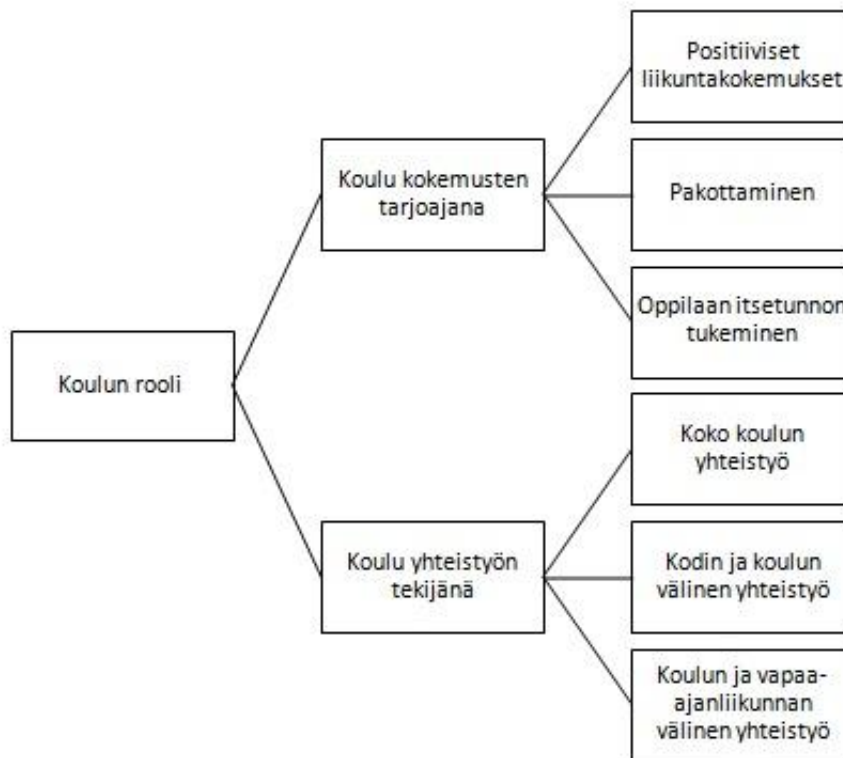 Positiiviset
liikuntakokemukset
Koulu kokemusten
tarjoajana
Pakottaminen
Oppilaan itsetunnon
tukeminen
Koulun rooli
Koko koulun
yhteistyö
Koulu yhteistyön
tekijänä
Kodin ja koulun
välinen yhteistyö
Koulun ja vapaa-
ajanliikunnan
välinen yhteistyö